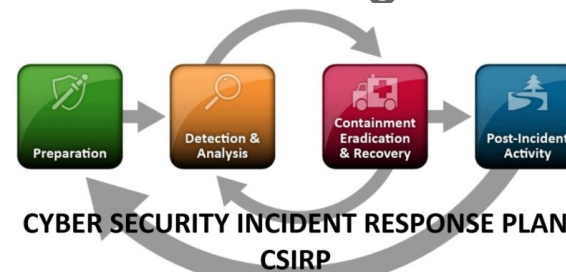 Preparation
Detection &
Analysis
Containment
Eradication
& Recovery
Post-Incident
Activity
CYBER SECURITY INCIDENT RESPONSE PLAN
CSIRP